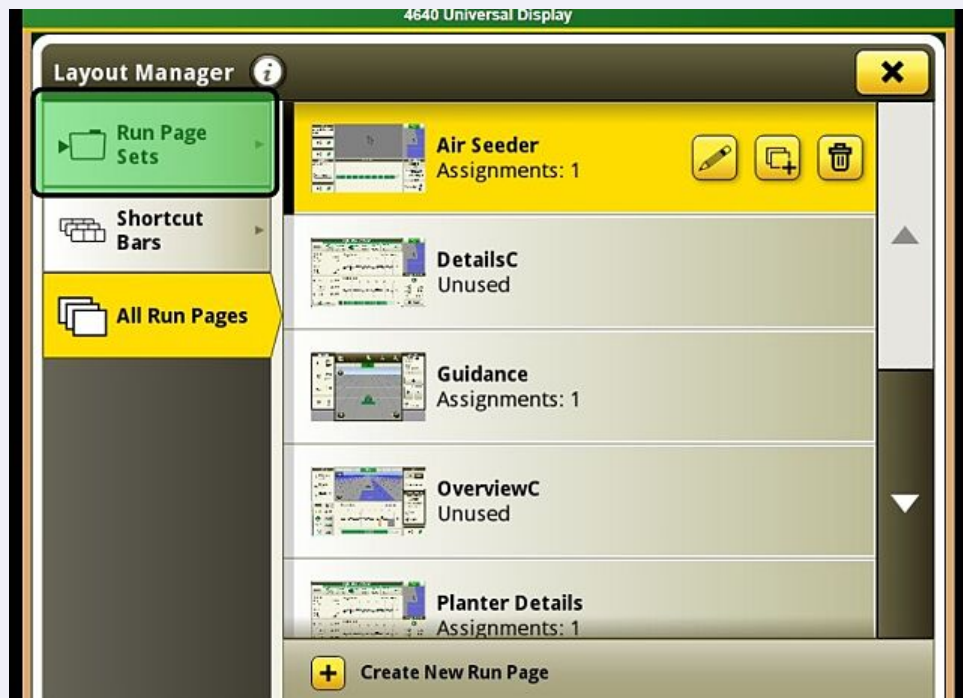 4640 Universal Display
Layout Manager i
Run Page
Sets
Shortcut
Bars
All Run Pages
Air Seeder
Assignments: 1
DetailsC
Unused
Guidance
Assignments: 1
OverviewC
Unused
Planter Details
Assignments: 1
Create New Run Page